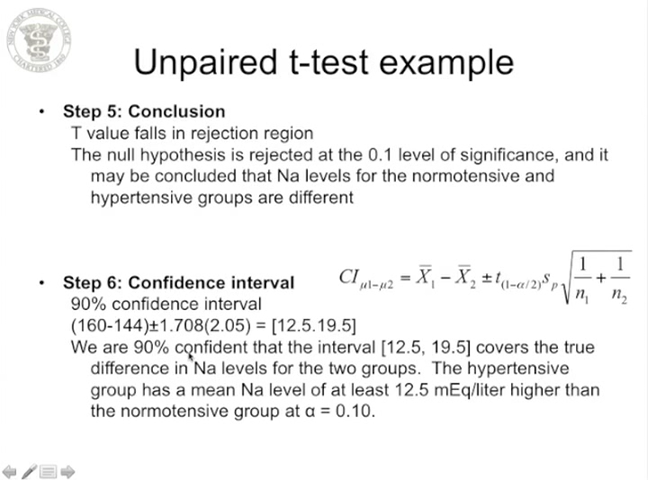 Unpaired t-test example
• Step 5: Conclusion
T value falls in rejection region
The null hypothesis is rejected at the 0.1 level of significance, and it
may be concluded that Na levels for the normotensive and
hypertensive groups are different
• Step 6: Confidence interval
CI μ1−μ2 = X̄1 − X̄2 ± t(1−α/2) sp √(1/n1 + 1/n2)
90% confidence interval
(160-144)±1.708(2.05) = [12.5.19.5]
We are 90% confident that the interval [12.5, 19.5] covers the true
difference in Na levels for the two groups.  The hypertensive
group has a mean Na level of at least 12.5 mEq/liter higher than
the normotensive group at α = 0.10.